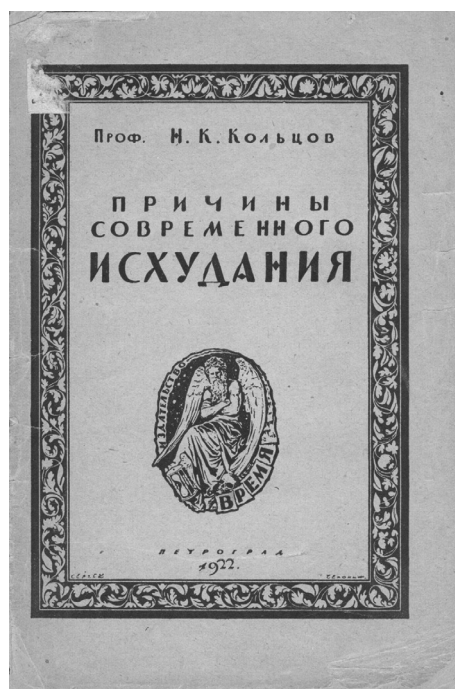 Проф. Н. К. Кольцов
ПРИЧИНЫ
СОВРЕМЕННОГО
ИСХУДАНИЯ
ИЗДАТЕЛЬСТВО
ВРЕМЯ
ПЕТРОГРАД
1922.